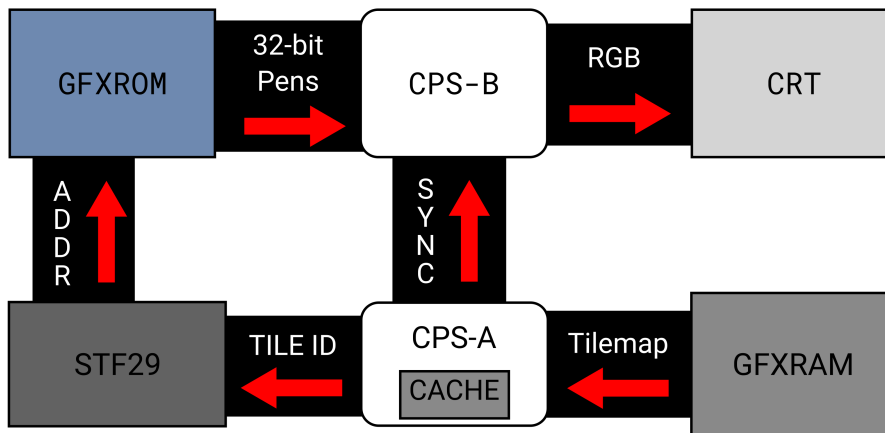 GFXROM
32-bit
Pens
CPS-B
RGB
CRT
A
D
D
R
S
Y
N
C
STF29
TILE ID
CPS-A
CACHE
Tilemap
GFXRAM